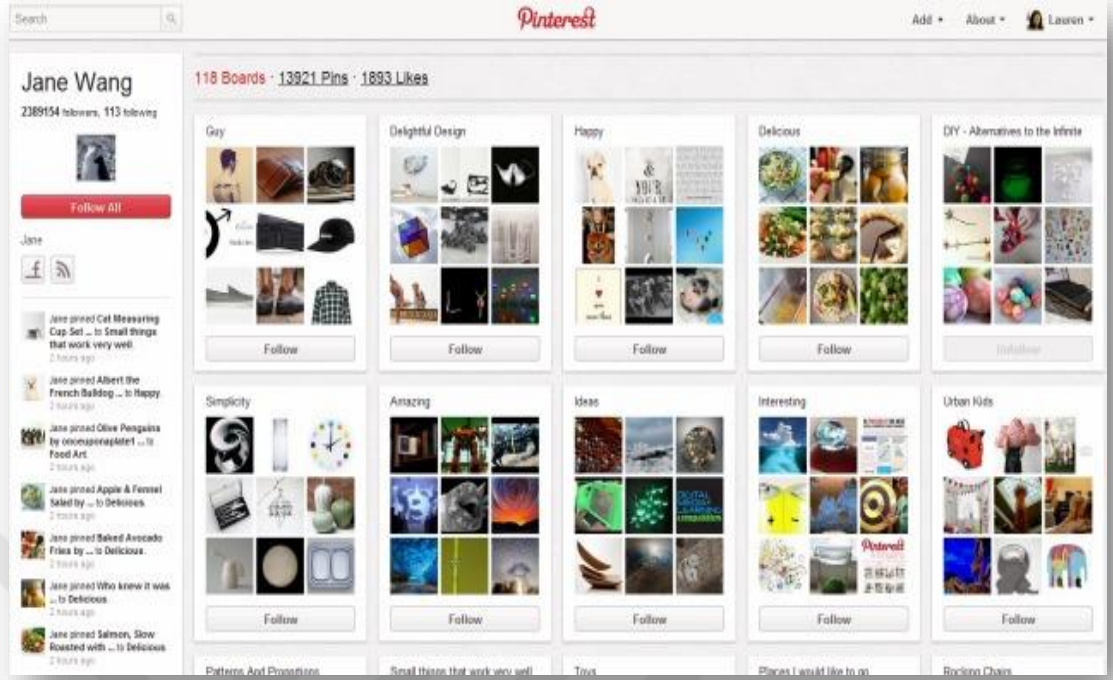 Search
Pinterest
Add +
About
Lauren
Jane Wang
2389154 followers, 113 following
Follow All
Jane
Jane pinned Cat Measuring
Cup Set ... to Small things
that work very well.
2 hours ago
Jane pinned Albert the
French Bulldog ... to Happy.
2 hours ago
Jane pinned Olive Penguins
by onceuponaplate1 ... to
Food Art.
2 hours ago
Jane pinned Apple & Fennel
Salad by ... to Delicious.
2 hours ago
Jane pinned Baked Avocado
Fries by ... to Delicious.
2 hours ago
Jane pinned Who knew it was
... to Delicious.
2 hours ago
Jane pinned Salmon, Slow
Roasted with ... to Delicious.
2 hours ago
118 Boards · 13921 Pins · 1893 Likes
Guy
Follow
Delightful Design
Follow
Happy
& YOUR
Follow
Delicious
Follow
DIY - Alternatives to the Infinite
Unfollow
Simplicity
Follow
Amazing
Follow
Ideas
DIGITAL
MEDIA+
LEARNING
Follow
Interesting
Pinterest
Follow
Urban Kids
Follow
Patterns And Proportions
Small things that work very well
Toys
Places I would like to go
Rocking Chairs